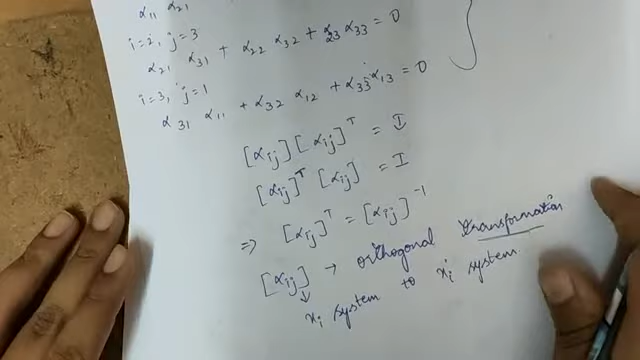 α₁₁ α₂₁
i=2, j=3
α₂₁ α₃₁ + α₂₂ α₃₂ + α₂₃ α₃₃ = 0
i=3, j=1
α₃₁ α₁₁ + α₃₂ α₁₂ + α₃₃ α₁₃ = 0
[αᵢⱼ] [αᵢⱼ]ᵀ = I
[αᵢⱼ]ᵀ [αᵢⱼ] = I
⇒ [αᵢⱼ]ᵀ = [αᵢⱼ]⁻¹
[αᵢⱼ] → orthogonal transformation
xᵢ system to xᵢ' system